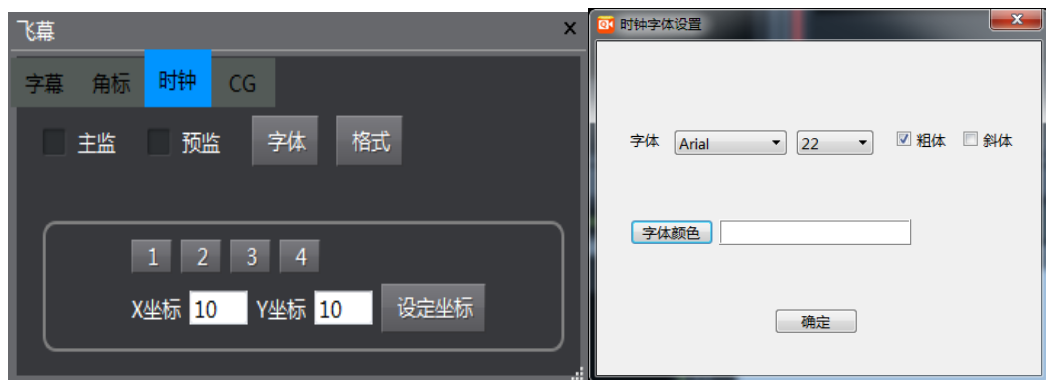 飞幕
字幕 角标 时钟 CG
主监 预监 字体 格式
1 2 3 4
X坐标 10 Y坐标 10 设定坐标
时钟字体设置
字体 Arial 22 粗体 斜体
字体颜色
确定